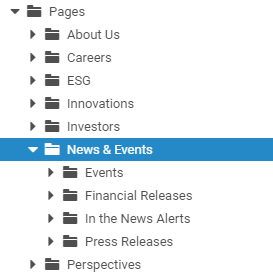 Pages
About Us
Careers
ESG
Innovations
Investors
News & Events
Events
Financial Releases
In the News Alerts
Press Releases
Perspectives